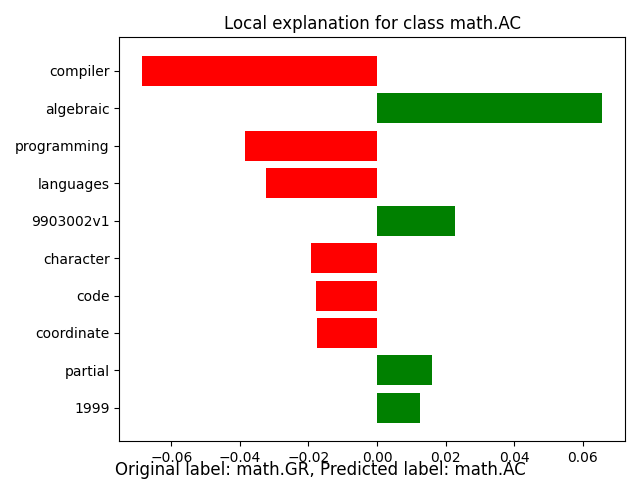 Local explanation for class math.AC
compiler
algebraic
programming
languages
9903002v1
character
code
coordinate
partial
1999
−0.06 −0.04 −0.02 0.00 0.02 0.04 0.06
Original label: math.GR, Predicted label: math.AC